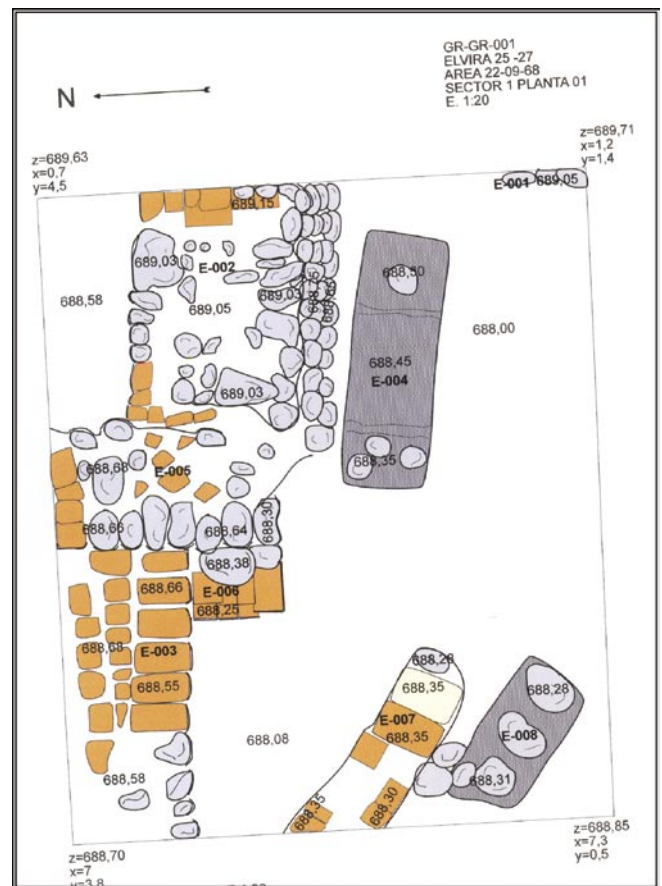 GR-GR-001
ELVIRA 25 -27
AREA 22-09-68
SECTOR 1 PLANTA 01
E. 1:20
N
z=689,63
x=0,7
y=4,5
z=689,71
x=1,2
y=1,4
E-001 689,05
689,15
689,03
E-002
688,58
689,05
689,03
688,50
688,00
688,45
E-004
689,03
688,35
688,68
E-005
688,66
688,64
688,30
688,38
688,66
E-006
688,25
688,68
E-003
688,55
688,28
688,35
688,28
E-007
688,35
E-008
688,08
688,31
688,58
688,35
688,30
z=688,70
x=7
y=3,8
z=688,85
x=7,3
y=0,5